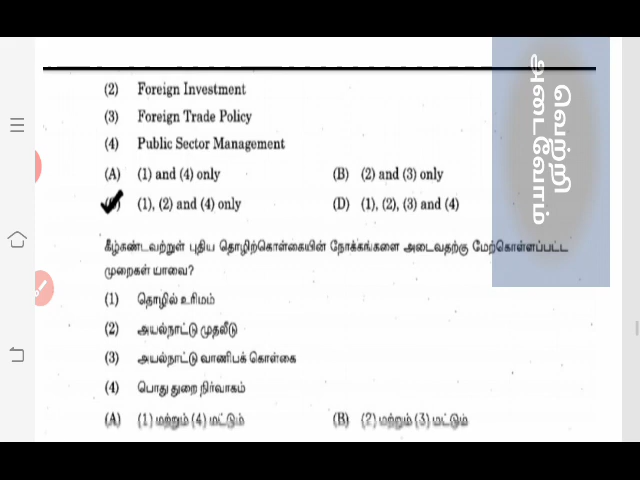 (2) Foreign Investment
(3) Foreign Trade Policy
(4) Public Sector Management
(A) (1) and (4) only (B) (2) and (3) only
(1), (2) and (4) only (D) (1), (2), (3) and (4)
கீழ்கண்டவற்றுள் புதிய தொழிற்கொள்கையின் நோக்கங்களை அடைவதற்கு மேற்கொள்ளப்பட்ட
முறைகள் யாவை?
(1) தொழில் உரிமம்
(2) அயல்நாட்டு முதலீடு
(3) அயல்நாட்டு வாணிபக் கொள்கை
(4) பொது துறை நிர்வாகம்
(A) (1) மற்றும் (4) மட்டும் (B) (2) மற்றும் (3) மட்டும்
வெற்றி
அடைவோம்